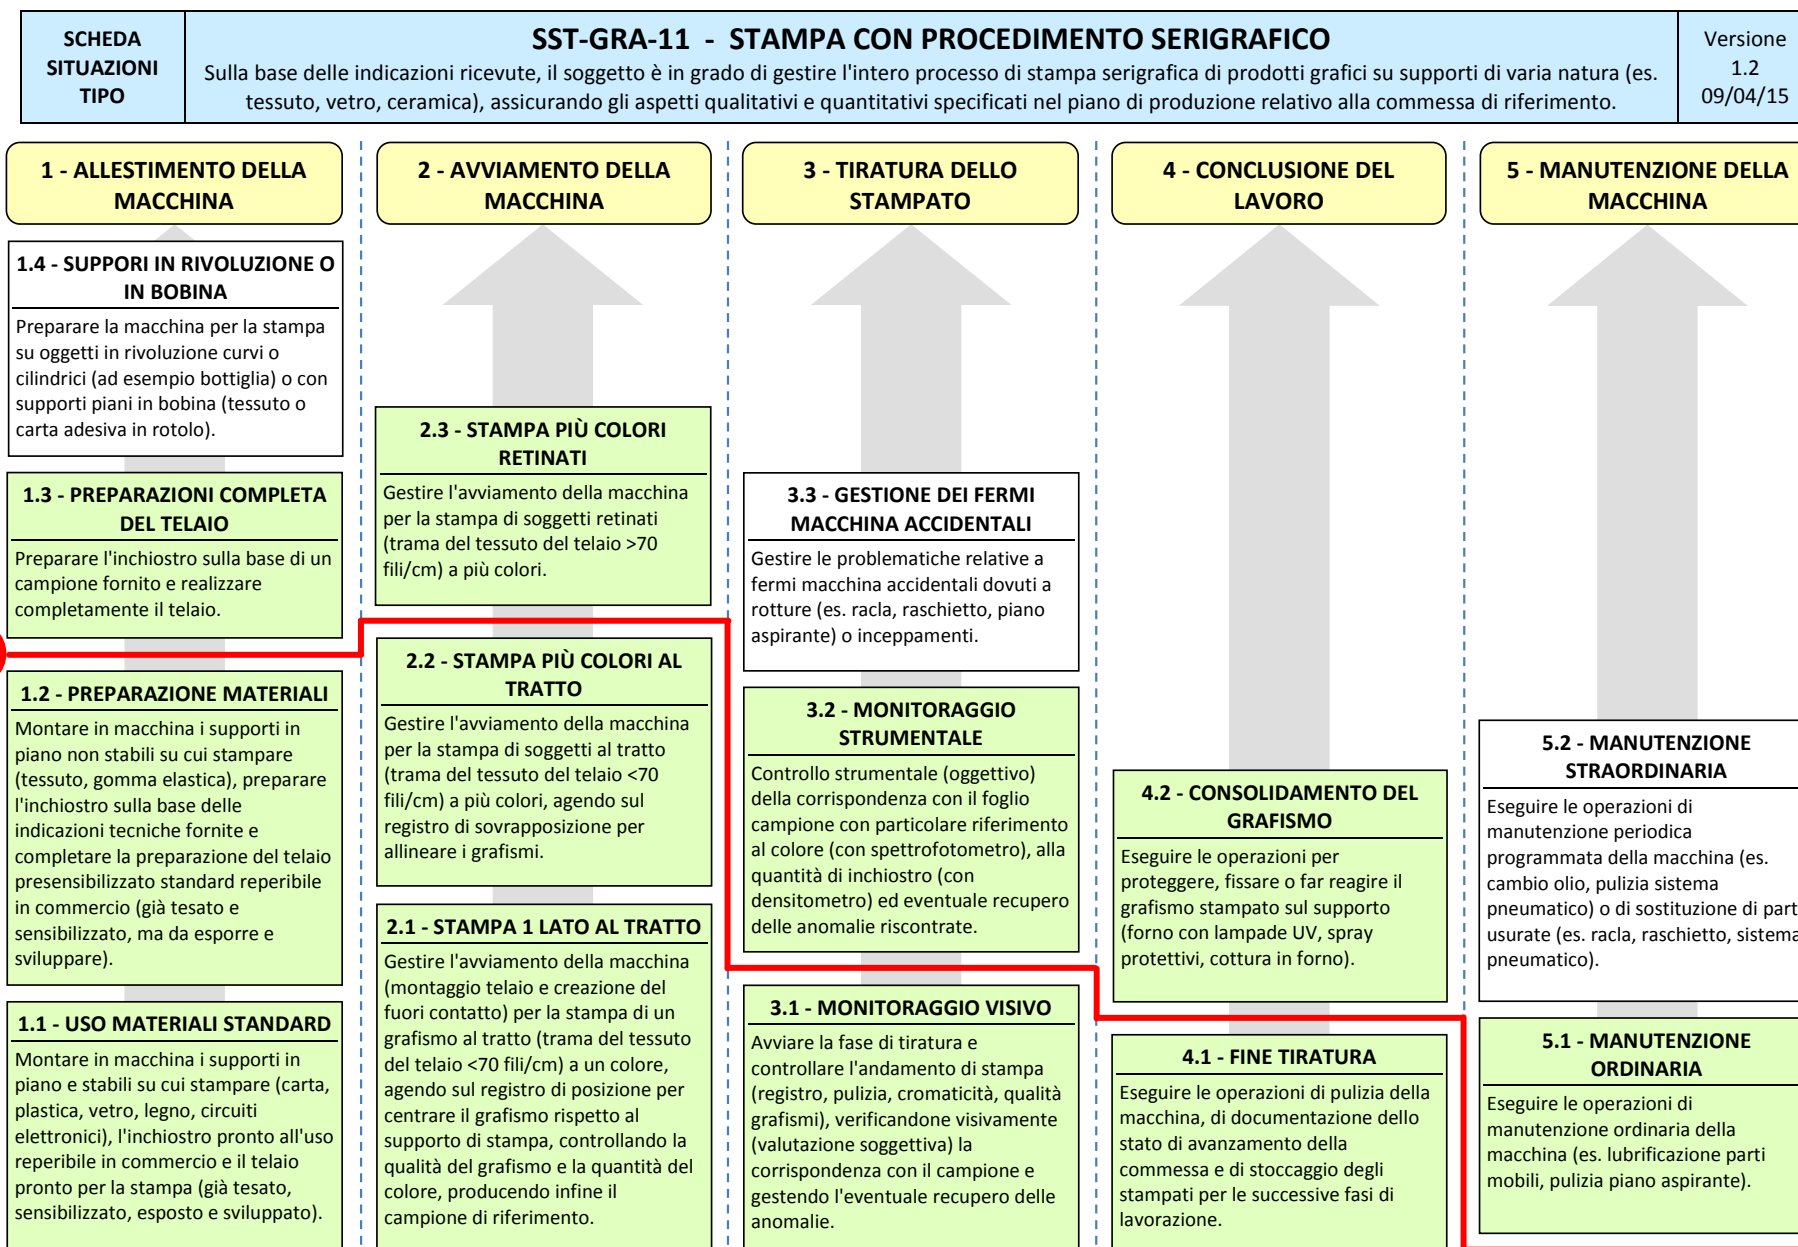 SCHEDA
SITUAZIONI
TIPO
SST-GRA-11 - STAMPA CON PROCEDIMENTO SERIGRAFICO
Sulla base delle indicazioni ricevute, il soggetto è in grado di gestire l'intero processo di stampa serigrafica di prodotti grafici su supporti di varia natura (es.
tessuto, vetro, ceramica), assicurando gli aspetti qualitativi e quantitativi specificati nel piano di produzione relativo alla commessa di riferimento.
Versione
1.2
09/04/15
1 - ALLESTIMENTO DELLA
MACCHINA
1.4 - SUPPORI IN RIVOLUZIONE O
IN BOBINA
Preparare la macchina per la stampa
su oggetti in rivoluzione curvi o
cilindrici (ad esempio bottiglia) o con
supporti piani in bobina (tessuto o
carta adesiva in rotolo).
1.3 - PREPARAZIONI COMPLETA
DEL TELAIO
Preparare l'inchiostro sulla base di un
campione fornito e realizzare
completamente il telaio.
1.2 - PREPARAZIONE MATERIALI
Montare in macchina i supporti in
piano non stabili su cui stampare
(tessuto, gomma elastica), preparare
l'inchiostro sulla base delle
indicazioni tecniche fornite e
completare la preparazione del telaio
presensibilizzato standard reperibile
in commercio (già tesato e
sensibilizzato, ma da esporre e
sviluppare).
1.1 - USO MATERIALI STANDARD
Montare in macchina i supporti in
piano e stabili su cui stampare (carta,
plastica, vetro, legno, circuiti
elettronici), l'inchiostro pronto all'uso
reperibile in commercio e il telaio
pronto per la stampa (già tesato,
sensibilizzato, esposto e sviluppato).
2 - AVVIAMENTO DELLA
MACCHINA
2.3 - STAMPA PIÙ COLORI
RETINATI
Gestire l'avviamento della macchina
per la stampa di soggetti retinati
(trama del tessuto del telaio >70
fili/cm) a più colori.
2.2 - STAMPA PIÙ COLORI AL
TRATTO
Gestire l'avviamento della macchina
per la stampa di soggetti al tratto
(trama del tessuto del telaio <70
fili/cm) a più colori, agendo sul
registro di sovrapposizione per
allineare i grafismi.
2.1 - STAMPA 1 LATO AL TRATTO
Gestire l'avviamento della macchina
(montaggio telaio e creazione del
fuori contatto) per la stampa di un
grafismo al tratto (trama del tessuto
del telaio <70 fili/cm) a un colore,
agendo sul registro di posizione per
centrare il grafismo rispetto al
supporto di stampa, controllando la
qualità del grafismo e la quantità del
colore, producendo infine il
campione di riferimento.
3 - TIRATURA DELLO
STAMPATO
3.3 - GESTIONE DEI FERMI
MACCHINA ACCIDENTALI
Gestire le problematiche relative a
fermi macchina accidentali dovuti a
rotture (es. racla, raschietto, piano
aspirante) o inceppamenti.
3.2 - MONITORAGGIO
STRUMENTALE
Controllo strumentale (oggettivo)
della corrispondenza con il foglio
campione con particolare riferimento
al colore (con spettrofotometro), alla
quantità di inchiostro (con
densitometro) ed eventuale recupero
delle anomalie riscontrate.
3.1 - MONITORAGGIO VISIVO
Avviare la fase di tiratura e
controllare l'andamento di stampa
(registro, pulizia, cromaticità, qualità
grafismi), verificandone visivamente
(valutazione soggettiva) la
corrispondenza con il campione e
gestendo l'eventuale recupero delle
anomalie.
4 - CONCLUSIONE DEL
LAVORO
4.2 - CONSOLIDAMENTO DEL
GRAFISMO
Eseguire le operazioni per
proteggere, fissare o far reagire il
grafismo stampato sul supporto
(forno con lampade UV, spray
protettivi, cottura in forno).
4.1 - FINE TIRATURA
Eseguire le operazioni di pulizia della
macchina, di documentazione dello
stato di avanzamento della
commessa e di stoccaggio degli
stampati per le successive fasi di
lavorazione.
5 - MANUTENZIONE DELLA
MACCHINA
5.2 - MANUTENZIONE
STRAORDINARIA
Eseguire le operazioni di
manutenzione periodica
programmata della macchina (es.
cambio olio, pulizia sistema
pneumatico) o di sostituzione di part
usurate (es. racla, raschietto, sistema
pneumatico).
5.1 - MANUTENZIONE
ORDINARIA
Eseguire le operazioni di
manutenzione ordinaria della
macchina (es. lubrificazione parti
mobili, pulizia piano aspirante).